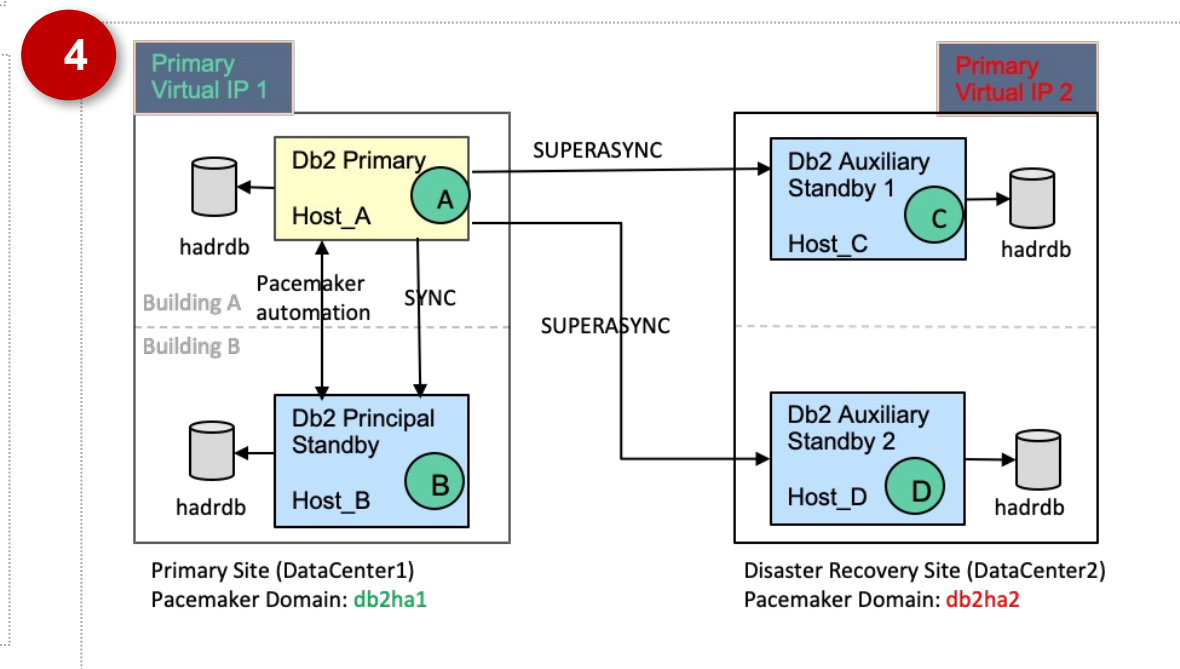 4
Primary
Virtual IP 1
Primary
Virtual IP 2
Db2 Primary
Host_A
A
hadrdb
SUPERASYNC
Db2 Auxiliary
Standby 1
Host_C
C
hadrdb
Pacemaker
automation
SYNC
Building A
Building B
SUPERASYNC
Db2 Principal
Standby
Host_B
B
hadrdb
Db2 Auxiliary
Standby 2
Host_D
D
hadrdb
Primary Site (DataCenter1)
Pacemaker Domain: db2ha1
Disaster Recovery Site (DataCenter2)
Pacemaker Domain: db2ha2